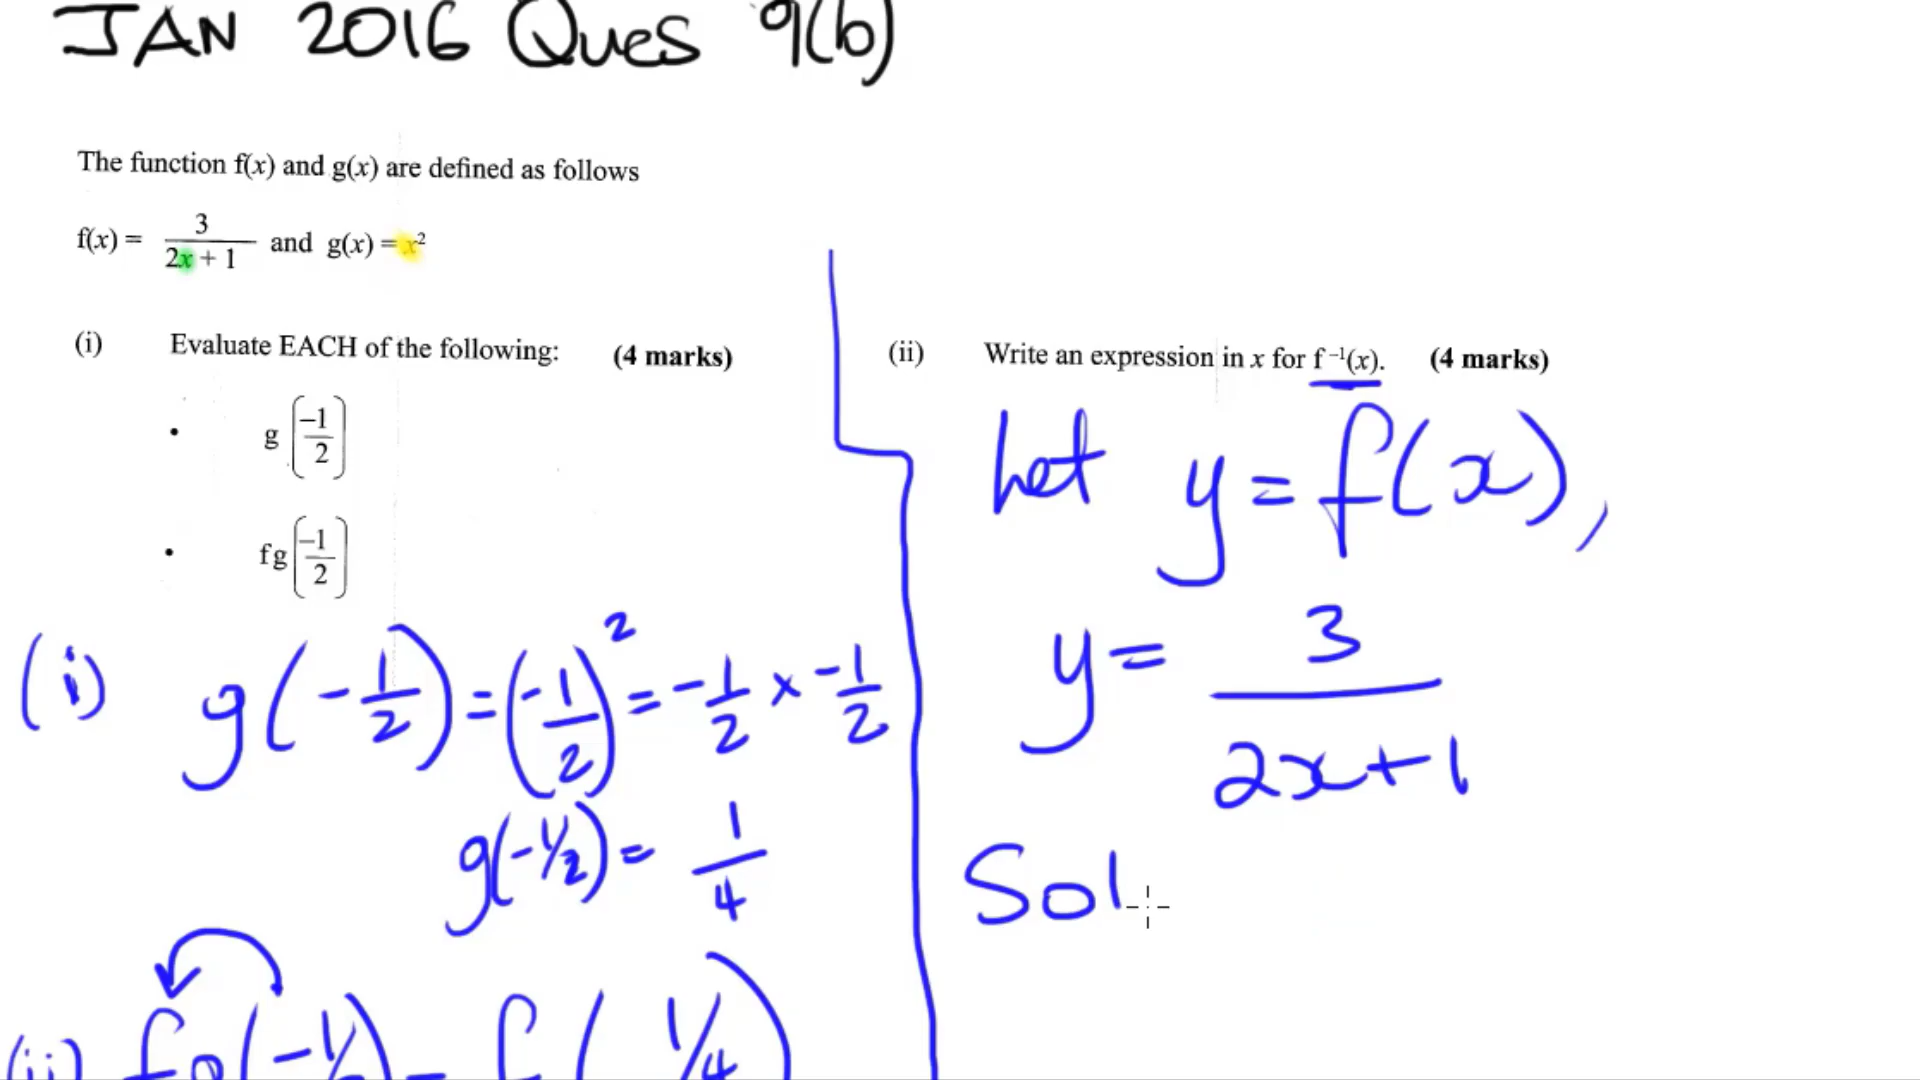 JAN 2016 Ques 9(b)
The function f(x) and g(x) are defined as follows
f(x) = 3/(2x + 1) and g(x) = x²
(i) Evaluate EACH of the following: (4 marks)
• g(-1/2)
• fg(-1/2)
(i) g(-1/2) = (-1/2)² = -1/2 × -1/2
g(-1/2) = 1/4
(ii) fg(-1/2) = f(1/4)
(ii) Write an expression in x for f⁻¹(x). (4 marks)
Let y = f(x),
y = 3/(2x+1)
Sol